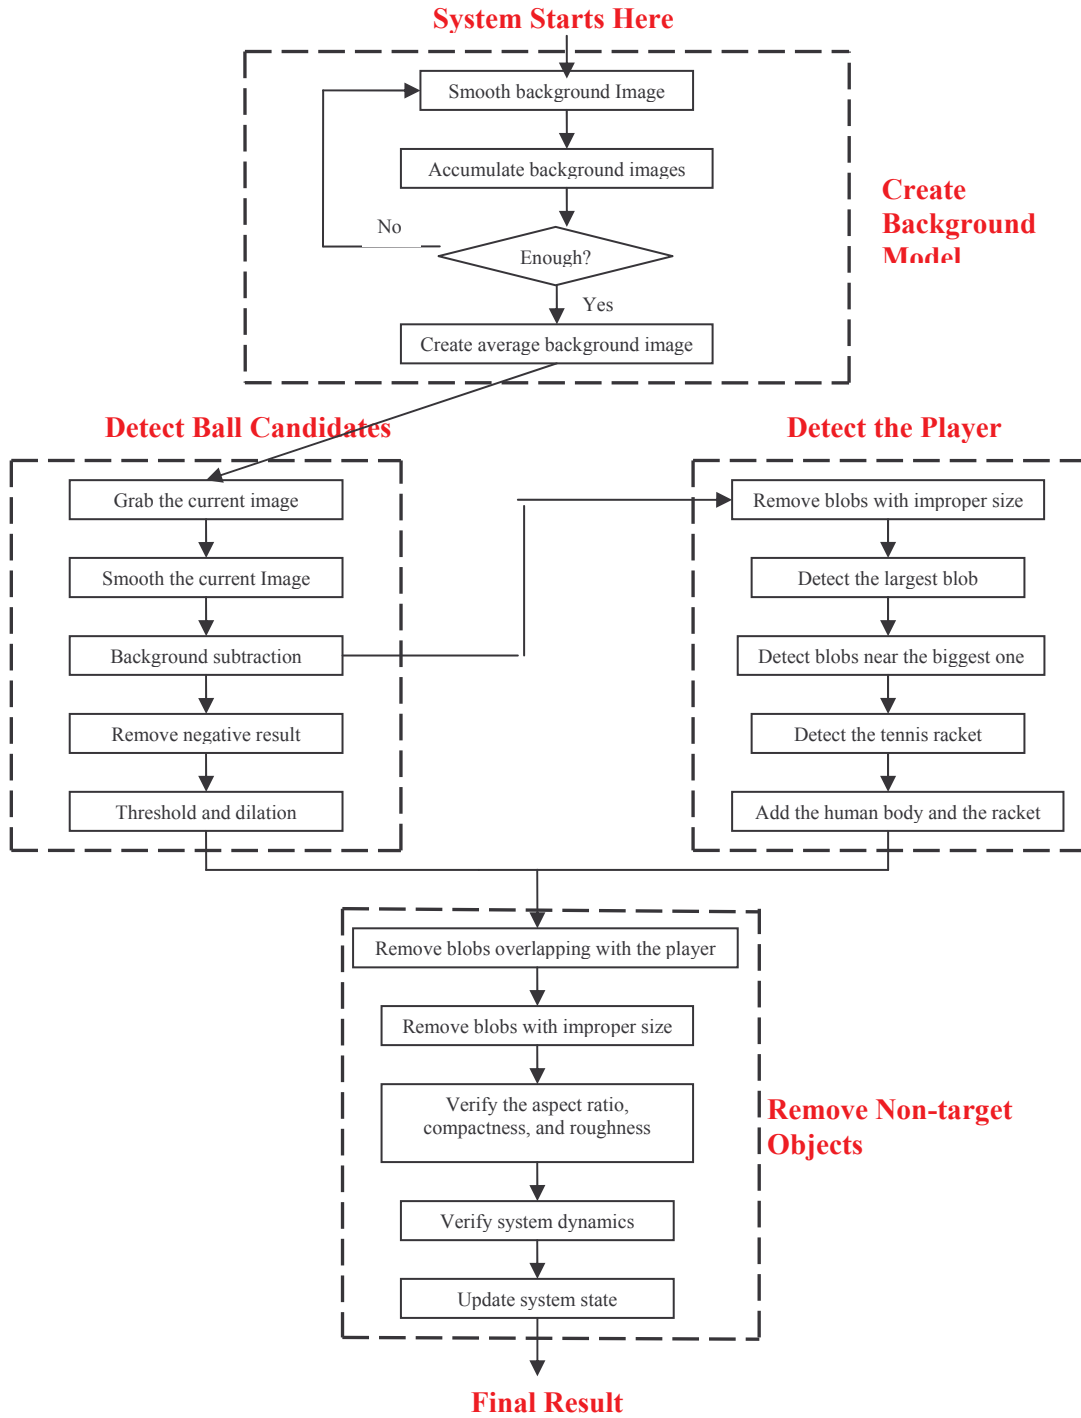 System Starts Here
Smooth background Image
Accumulate background images
No
Enough?
Yes
Create average background image
Create
Background
Model
Detect Ball Candidates
Grab the current image
Smooth the current Image
Background subtraction
Remove negative result
Threshold and dilation
Detect the Player
Remove blobs with improper size
Detect the largest blob
Detect blobs near the biggest one
Detect the tennis racket
Add the human body and the racket
Remove blobs overlapping with the player
Remove blobs with improper size
Verify the aspect ratio,
compactness, and roughness
Verify system dynamics
Update system state
Remove Non-target
Objects
Final Result